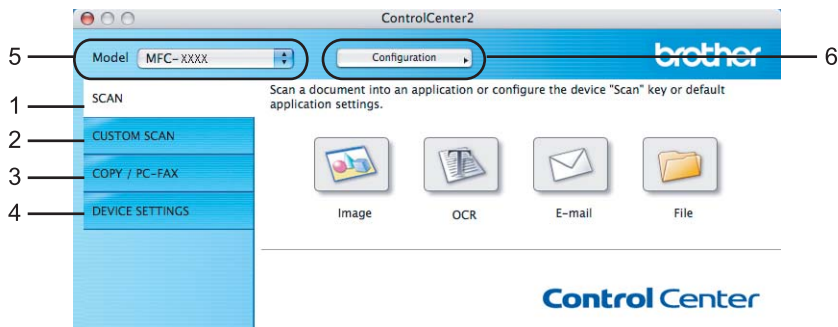 ControlCenter2
5 Model MFC-XXXX Configuration brother 6
1 SCAN
Scan a document into an application or configure the device "Scan" key or default
application settings.
2 CUSTOM SCAN
3 COPY / PC-FAX
4 DEVICE SETTINGS
Image OCR E-mail File
Control Center